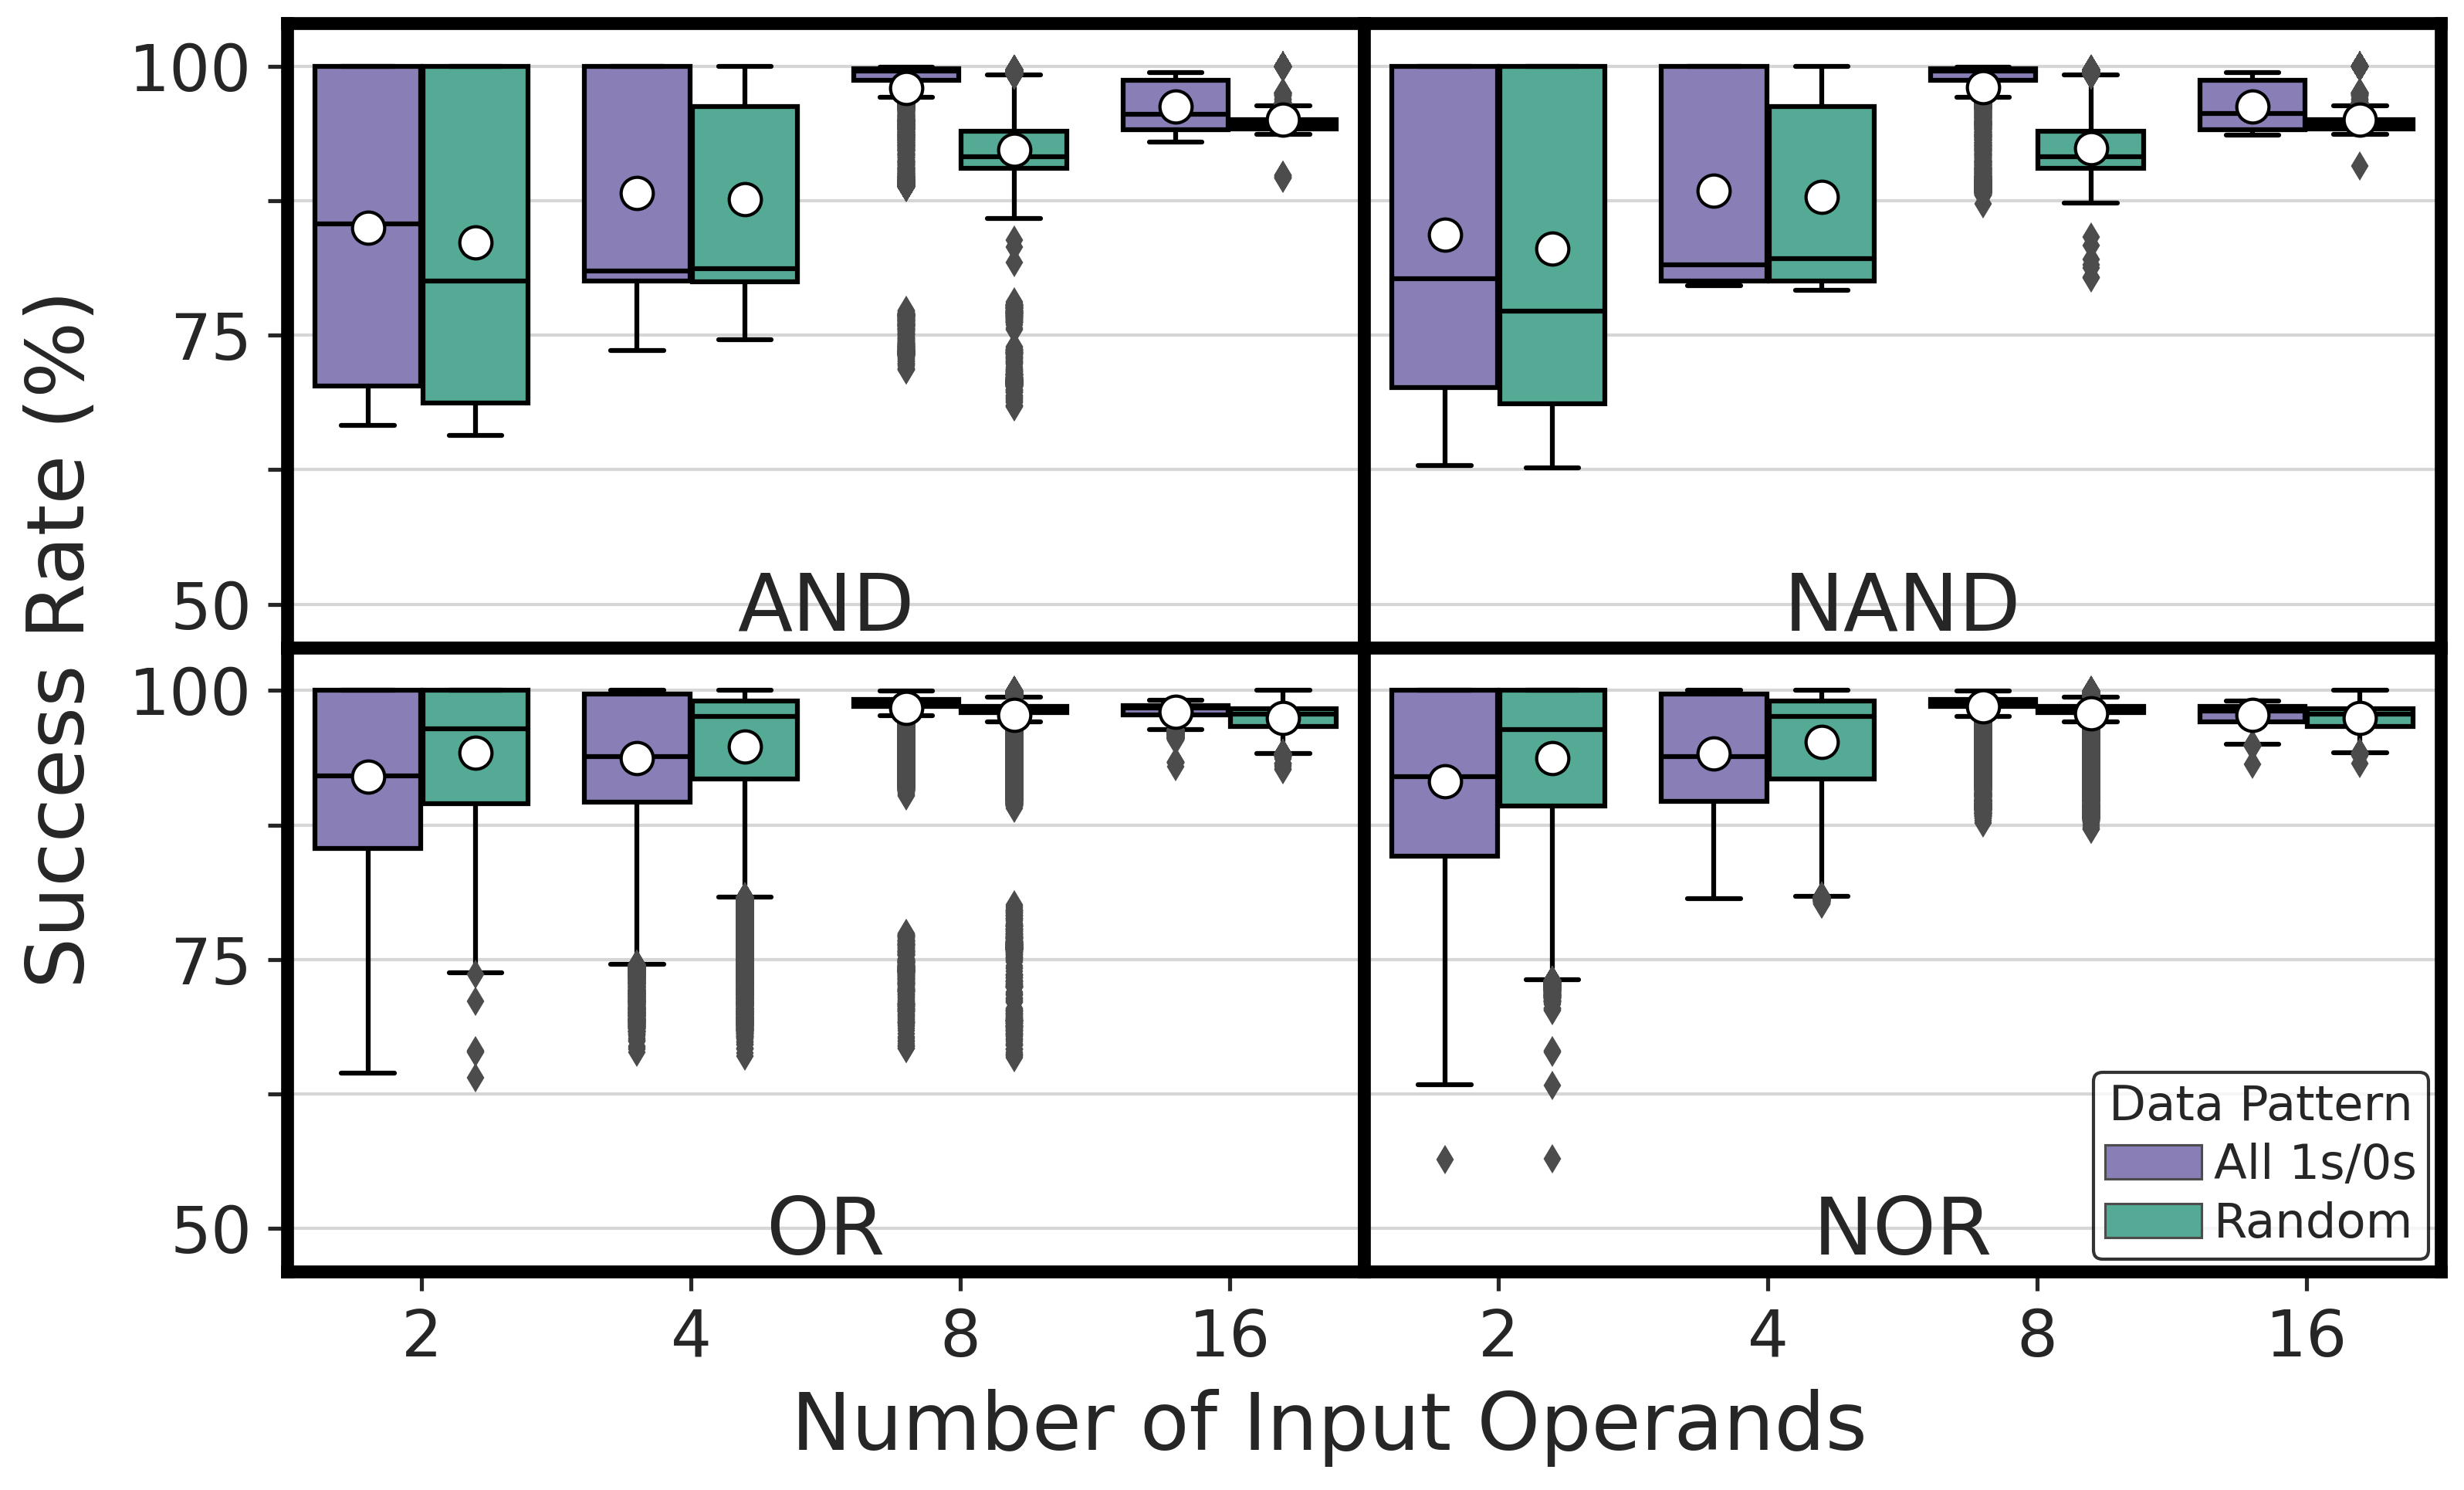 Success Rate (%)
100
75
50
AND
NAND
100
75
50
OR
NOR
Data Pattern
All 1s/0s
Random
2
4
8
16
2
4
8
16
Number of Input Operands